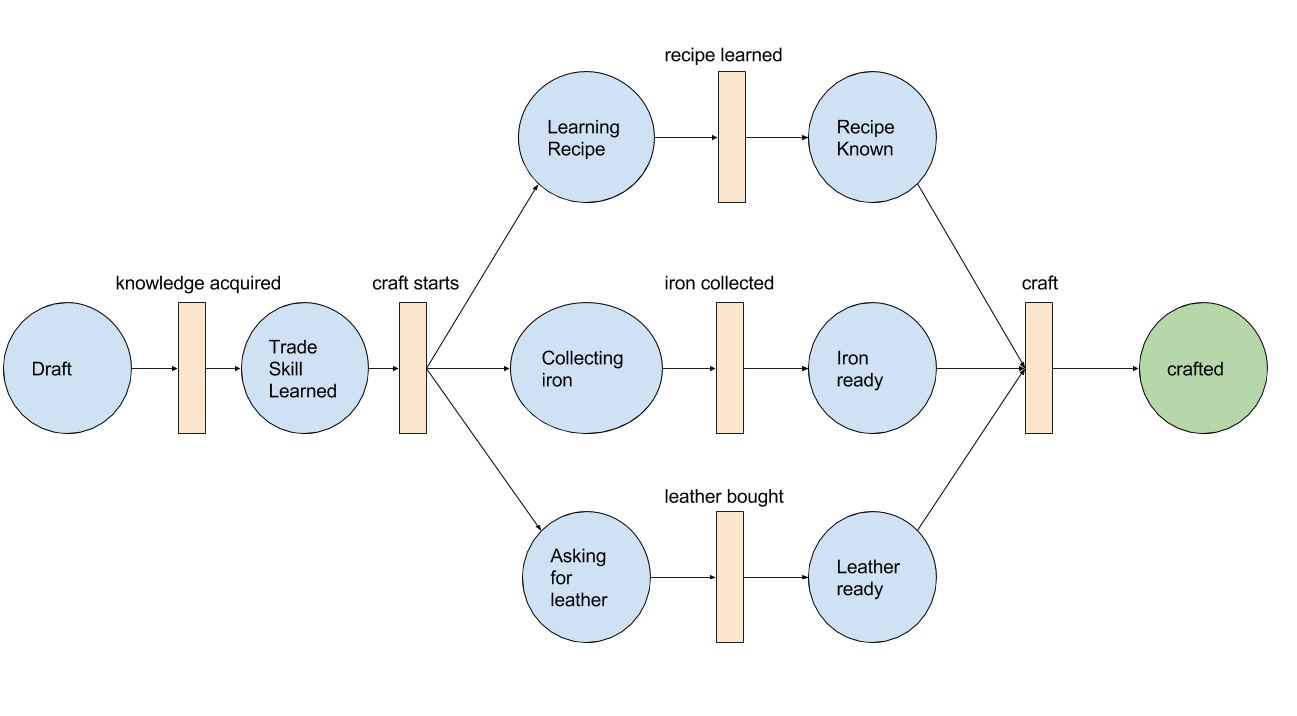 recipe learned
Learning
Recipe
Recipe
Known
knowledge acquired
craft starts
iron collected
craft
Draft
Trade
Skill
Learned
Collecting
iron
Iron
ready
crafted
leather bought
Asking
for
leather
Leather
ready